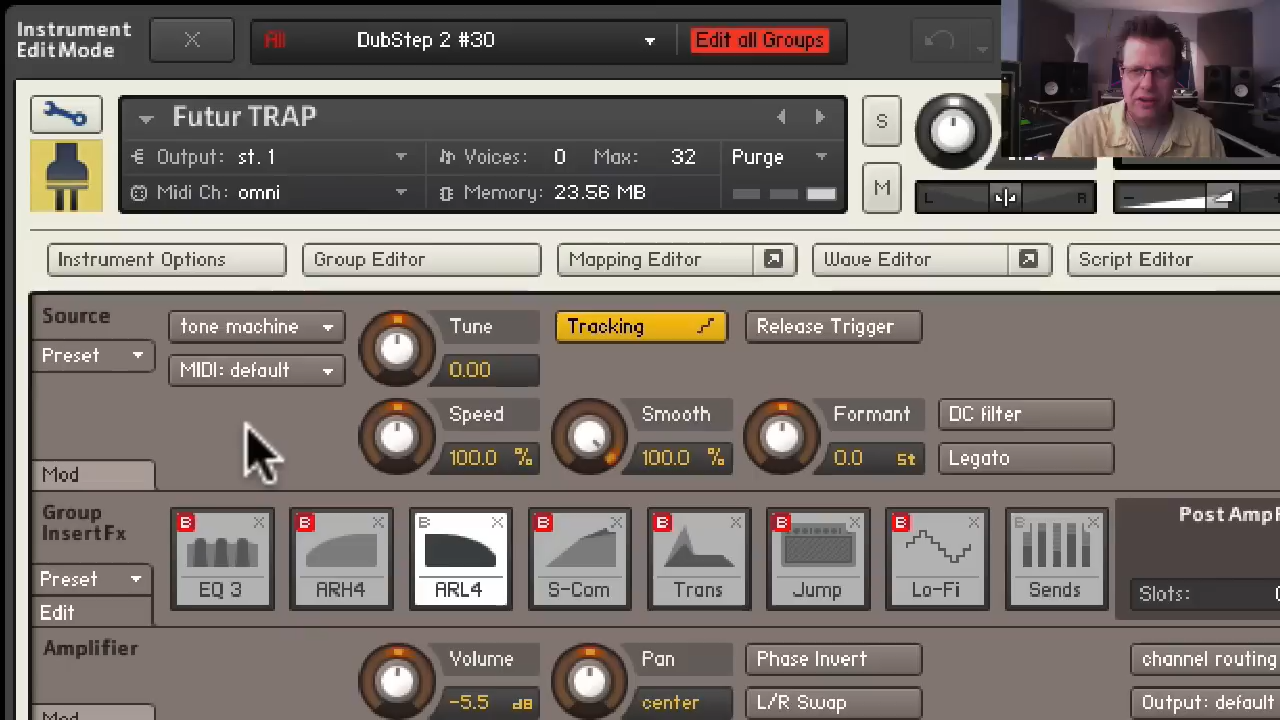 Instrument
EditMode
All
DubStep 2 #30
Edit all Groups
Futur TRAP
S
Output: st. 1
Voices: 0 Max: 32
Purge
Midi Ch: omni
Memory: 23.56 MB
M
L R
Instrument Options
Group Editor
Mapping Editor
Wave Editor
Script Editor
Source
tone machine
Tune
Tracking
Release Trigger
Preset
MIDI: default
0.00
Speed
Smooth
Formant
DC filter
100.0 %
100.0 %
0.0 st
Legato
Mod
Group
InsertFx
Preset
Edit
B
EQ 3
B
ARH4
B
ARL4
B
S-Com
B
Trans
B
Jump
B
Lo-Fi
B
Sends
Slots:
Amplifier
Volume
Pan
Phase Invert
channel routing
-5.5 dB
center
L/R Swap
Output: default
Mod